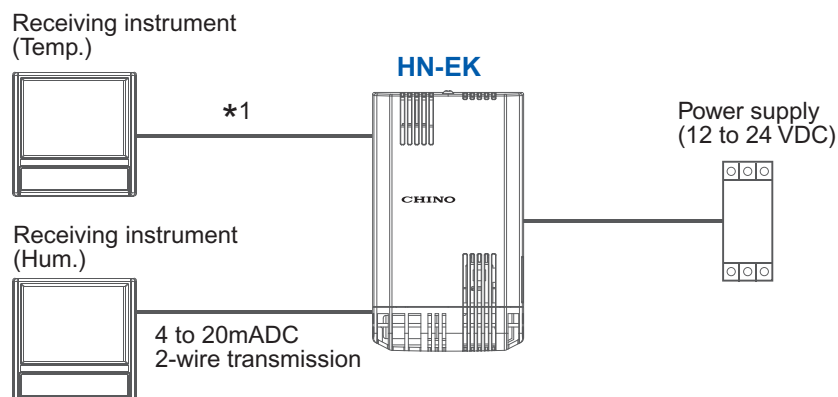 Receiving instrument
(Temp.)
HN-EK
*1
Power supply
(12 to 24 VDC)
CHINO
Receiving instrument
(Hum.)
4 to 20mADC
2-wire transmission